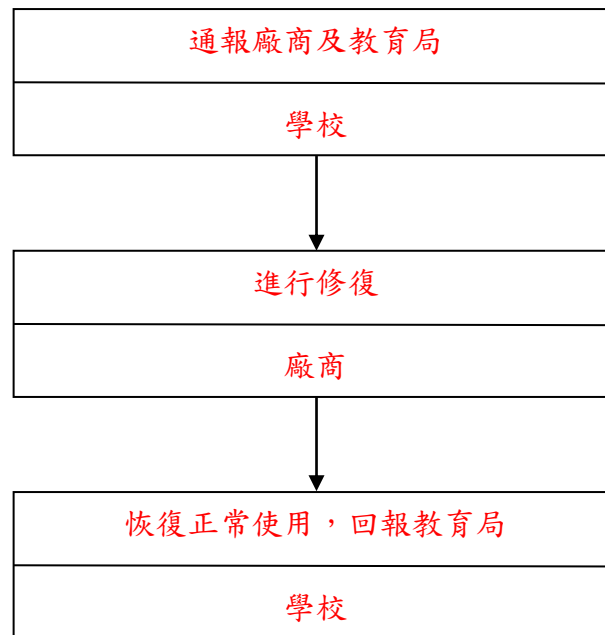 通報廠商及教育局
學校
進行修復
廠商
恢復正常使用，回報教育局
學校